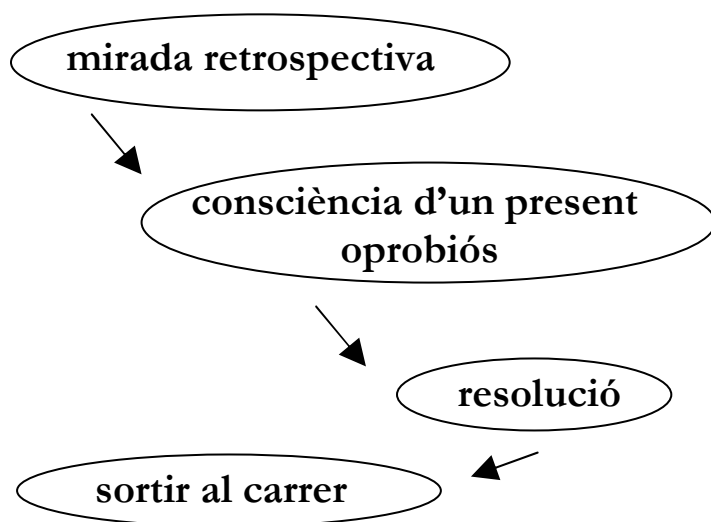 mirada retrospectiva
consciència d’un present
oprobiós
resolució
sortir al carrer